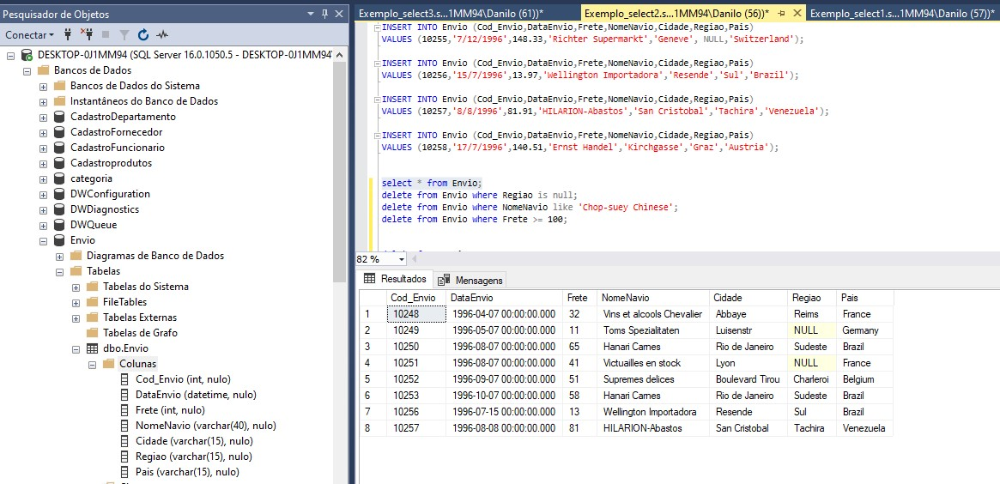 Pesquisador de Objetos
Conectar
DESKTOP-0J1MM94 (SQL Server 16.0.1050.5 - DESKTOP-0J1MM94\
Bancos de Dados
Bancos de Dados do Sistema
Instantâneos do Banco de Dados
CadastroDepartamento
CadastroFornecedor
CadastroFuncionario
Cadastroprodutos
categoria
DWConfiguration
DWDiagnostics
DWQueue
Envio
Diagramas de Banco de Dados
Tabelas
Tabelas do Sistema
FileTables
Tabelas Externas
Tabelas de Grafo
dbo.Envio
Colunas
Cod_Envio (int, nulo)
DataEnvio (datetime, nulo)
Frete (int, nulo)
NomeNavio (varchar(40), nulo)
Cidade (varchar(15), nulo)
Regiao (varchar(15), nulo)
Pais (varchar(15), nulo)
Exemplo_select3.s...1MM94\Danilo (61))* Exemplo_select2.s...1MM94\Danilo (56))* Exemplo_select1.s...1MM94\Danilo (57))*
INSERT INTO Envio (Cod_Envio,DataEnvio,Frete,NomeNavio,Cidade,Regiao,Pais)
VALUES (10255,'7/12/1996',148.33,'Richter Supermarkt','Geneve', NULL,'Switzerland');
INSERT INTO Envio (Cod_Envio,DataEnvio,Frete,NomeNavio,Cidade,Regiao,Pais)
VALUES (10256,'15/7/1996',13.97,'Wellington Importadora','Resende','Sul','Brazil');
INSERT INTO Envio (Cod_Envio,DataEnvio,Frete,NomeNavio,Cidade,Regiao,Pais)
VALUES (10257,'8/8/1996',81.91,'HILARION-Abastos','San Cristobal','Tachira','Venezuela');
INSERT INTO Envio (Cod_Envio,DataEnvio,Frete,NomeNavio,Cidade,Regiao,Pais)
VALUES (10258,'17/7/1996',140.51,'Ernst Handel','Kirchgasse','Graz','Austria');
select * from Envio;
delete from Envio where Regiao is null;
delete from Envio where NomeNavio like 'Chop-suey Chinese';
delete from Envio where Frete >= 100;
82 %
Resultados Mensagens
Cod_Envio DataEnvio Frete NomeNavio Cidade Regiao Pais
1 10248 1996-04-07 00:00:00.000 32 Vins et alcools Chevalier Abbaye Reims France
2 10249 1996-05-07 00:00:00.000 11 Toms Spezialitaten Luisenstr NULL Germany
3 10250 1996-08-07 00:00:00.000 65 Hanari Carnes Rio de Janeiro Sudeste Brazil
4 10251 1996-08-07 00:00:00.000 41 Victuailles en stock Lyon NULL France
5 10252 1996-09-07 00:00:00.000 51 Supremes delices Boulevard Tirou Charleroi Belgium
6 10253 1996-10-07 00:00:00.000 58 Hanari Carnes Rio de Janeiro Sudeste Brazil
7 10256 1996-07-15 00:00:00.000 13 Wellington Importadora Resende Sul Brazil
8 10257 1996-08-08 00:00:00.000 81 HILARION-Abastos San Cristobal Tachira Venezuela